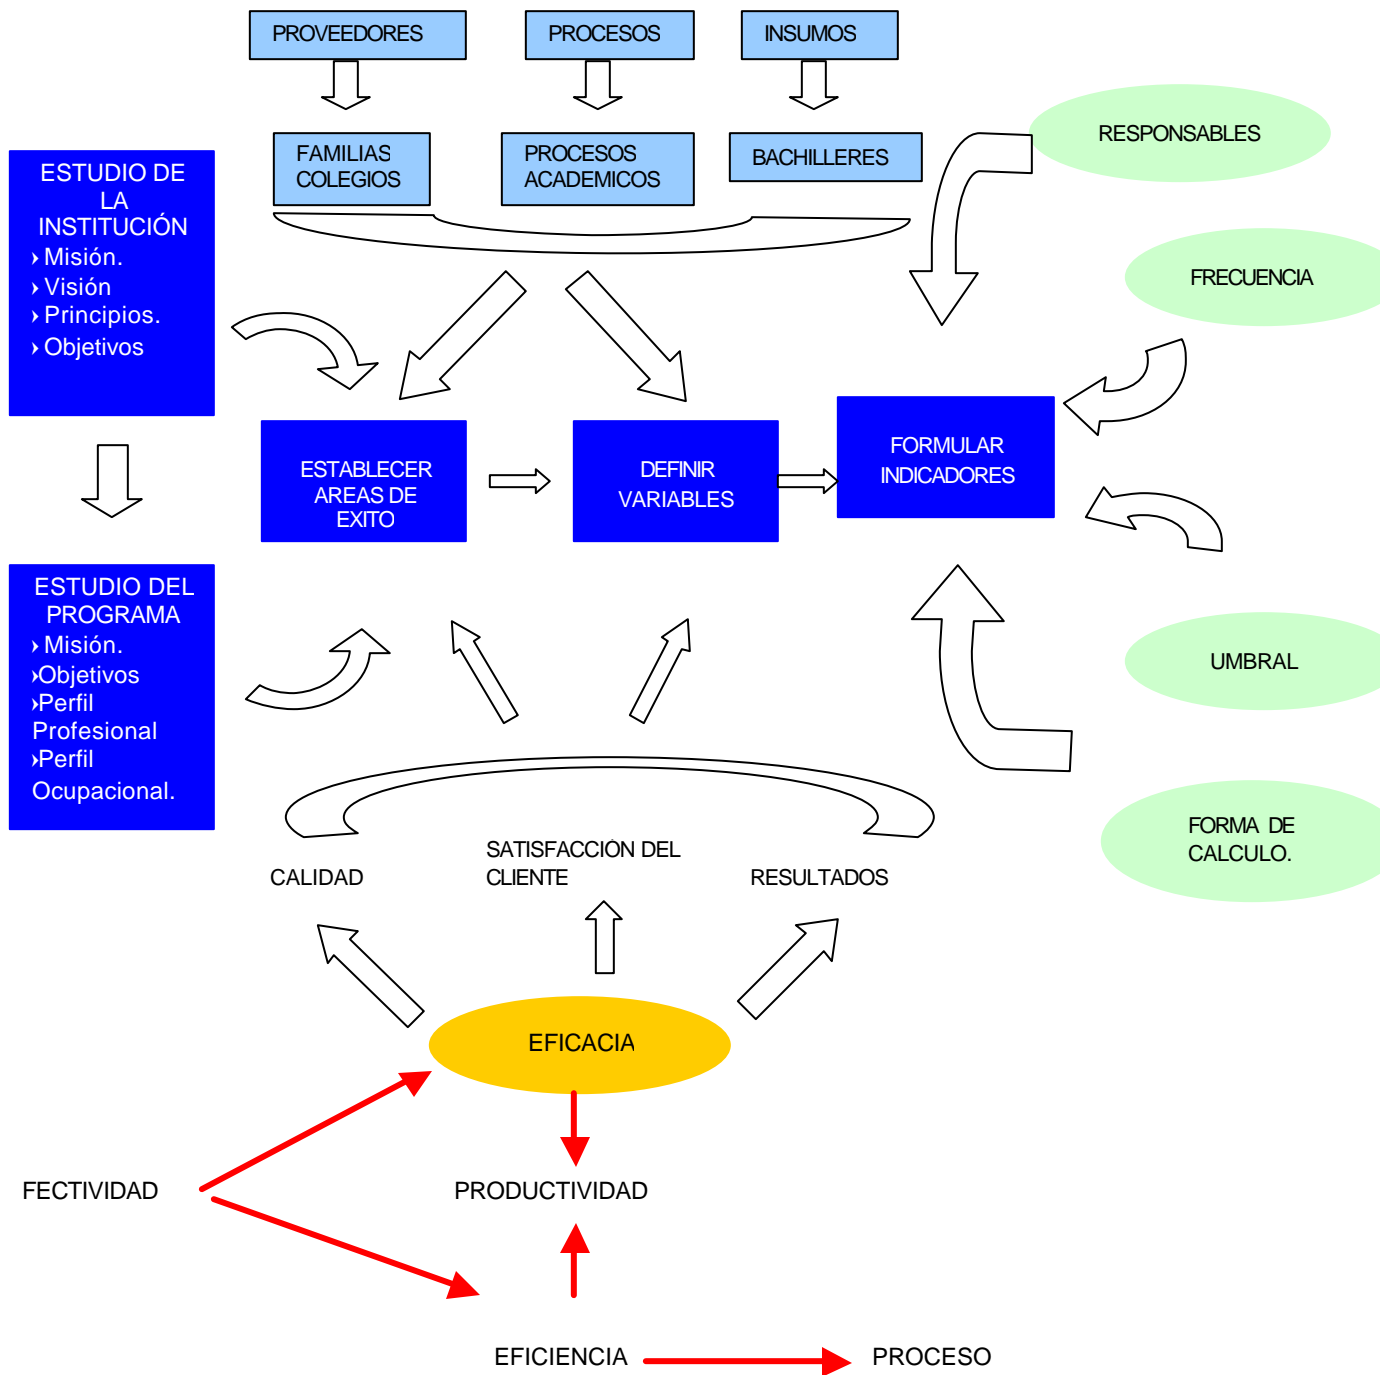 PROVEEDORES
PROCESOS
INSUMOS
FAMILIAS
COLEGIOS
PROCESOS
ACADEMICOS
BACHILLERES
RESPONSABLES
FRECUENCIA
ESTUDIO DE
LA
INSTITUCIÓN
› Misión.
› Visión
› Principios.
› Objetivos
ESTABLECER
AREAS DE
EXITO
DEFINIR
VARIABLES
FORMULAR
INDICADORES
ESTUDIO DEL
PROGRAMA
› Misión.
›Objetivos
›Perfil
Profesional
›Perfil
Ocupacional.
UMBRAL
FORMA DE
CALCULO.
CALIDAD
SATISFACCIÓN DEL
CLIENTE
RESULTADOS
EFICACIA
FECTIVIDAD
PRODUCTIVIDAD
EFICIENCIA
PROCESO